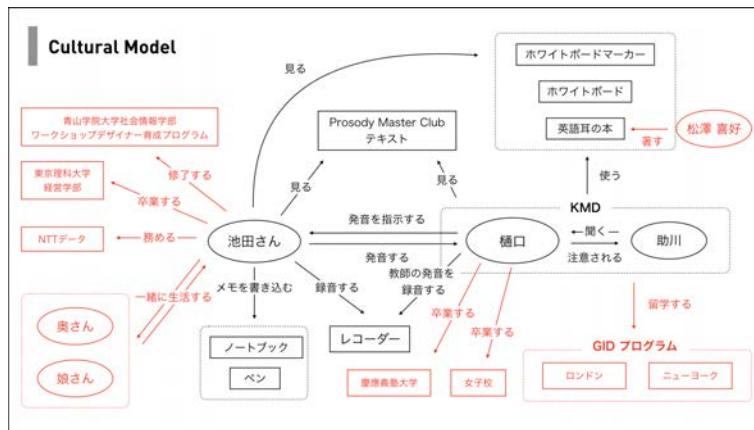 Cultural Model
見る
ホワイトボードマーカー
ホワイトボード
英語耳の本
松澤 喜好
著す
青山学院大学社会情報学部
ワークショップデザイナー育成プログラム
Prosody Master Club
テキスト
東京理科大学
経営学部
修了する
卒業する
見る
見る
使う
KMD
NTTデータ
務める
池田さん
発音を指示する
発音する
樋口
聞く
注意される
助川
教師の発音を
録音する
一緒に生活する
メモを書き込む
録音する
卒業する
卒業する
留学する
奥さん
娘さん
ノートブック
ペン
レコーダー
慶應義塾大学
女子校
GID プログラム
ロンドン
ニューヨーク